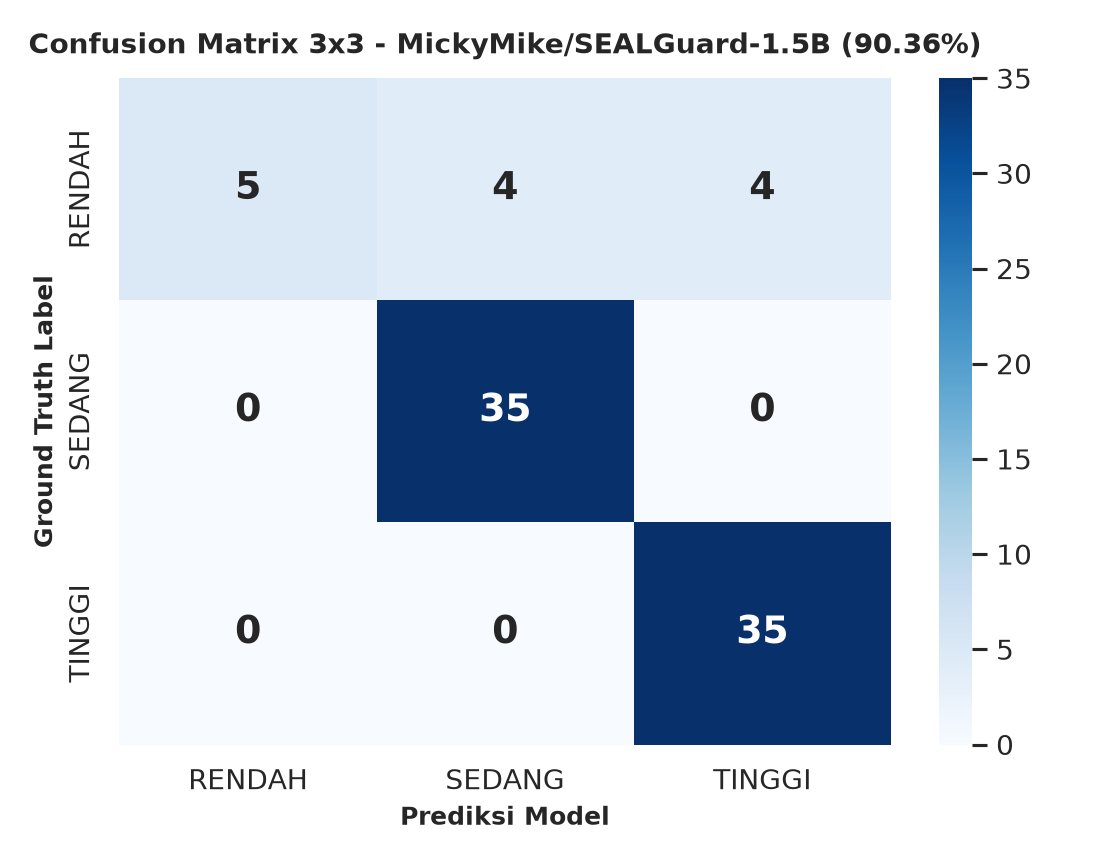 Confusion Matrix 3x3 - MickyMike/SEALGuard-1.5B (90.36%)
Ground Truth Label
RENDAH
5 4 4
SEDANG
0 35 0
TINGGI
0 0 35
RENDAH SEDANG TINGGI
Prediksi Model
35
30
25
20
15
10
5
0